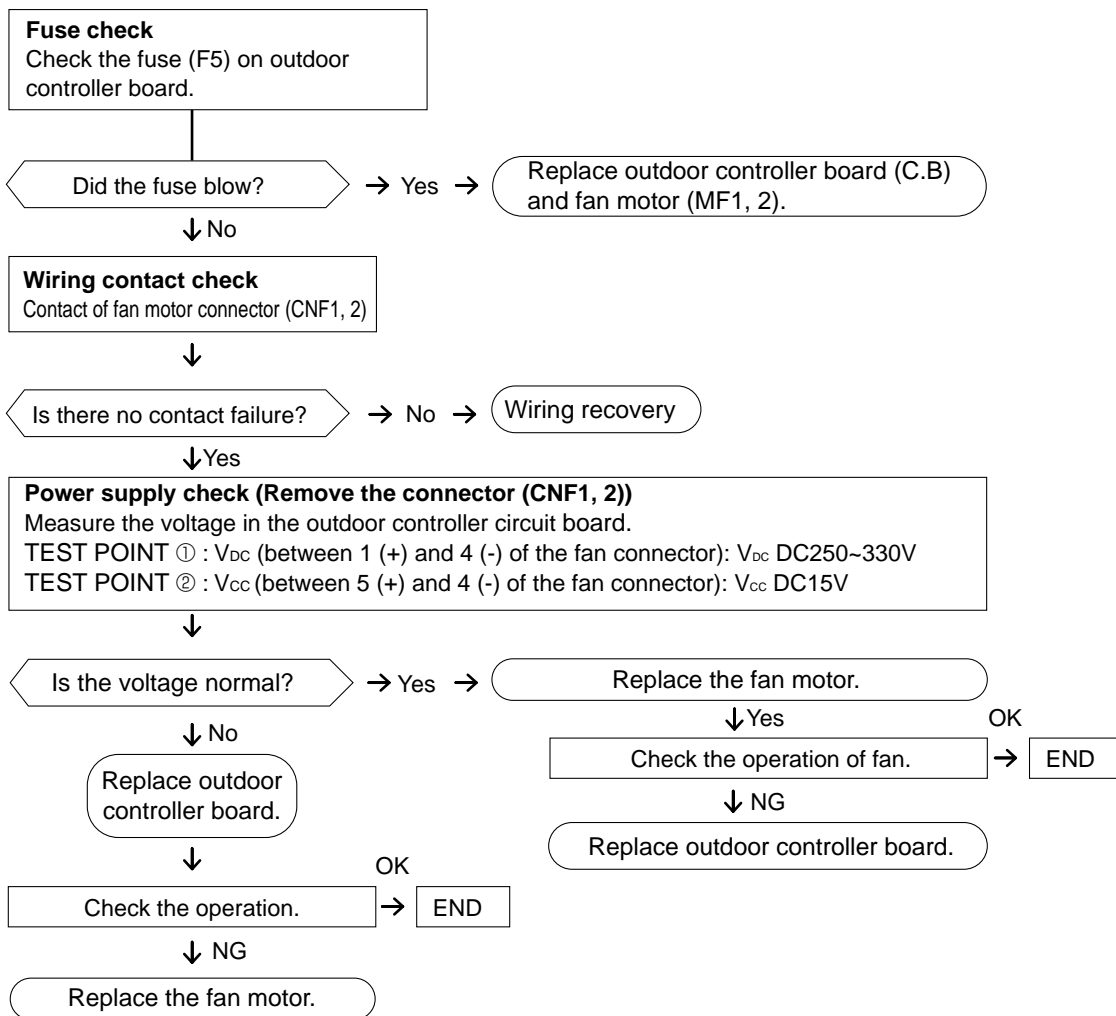 Fuse check
Check the fuse (F5) on outdoor
controller board.
Did the fuse blow?
Yes
Replace outdoor controller board (C.B)
and fan motor (MF1, 2).
No
Wiring contact check
Contact of fan motor connector (CNF1, 2)
Is there no contact failure?
No
Wiring recovery
Yes
Power supply check (Remove the connector (CNF1, 2))
Measure the voltage in the outdoor controller circuit board.
TEST POINT ① : VDC (between 1 (+) and 4 (-) of the fan connector): VDC DC250~330V
TEST POINT ② : VCC (between 5 (+) and 4 (-) of the fan connector): Vcc DC15V
Is the voltage normal?
Yes
Replace the fan motor.
Yes
Check the operation of fan.
OK
END
NG
Replace outdoor controller board.
No
Replace outdoor
controller board.
Check the operation.
OK
END
NG
Replace the fan motor.